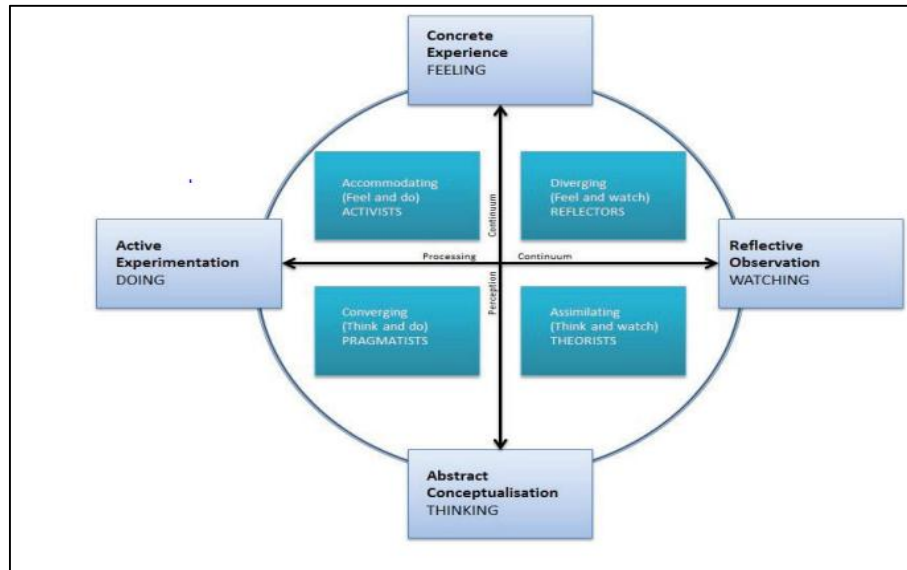 Concrete
Experience
FEELING
Accommodating
(Feel and do)
ACTIVISTS
Continuum
Diverging
(Feel and watch)
REFLECTORS
Active
Experimentation
DOING
Processing
Continuum
Reflective
Observation
WATCHING
Perception
Converging
(Think and do)
PRAGMATISTS
Assimilating
(Think and watch)
THEORISTS
Abstract
Conceptualisation
THINKING